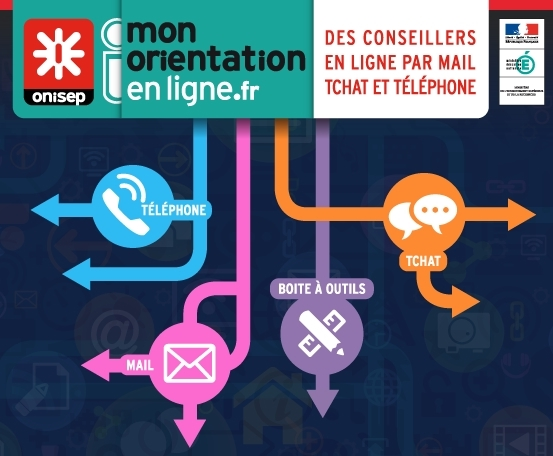 onisep
mon
orientation
en ligne.fr
DES CONSEILLERS
EN LIGNE PAR MAIL
TCHAT ET TÉLÉPHONE
TÉLÉPHONE
TCHAT
BOITE À OUTILS
MAIL